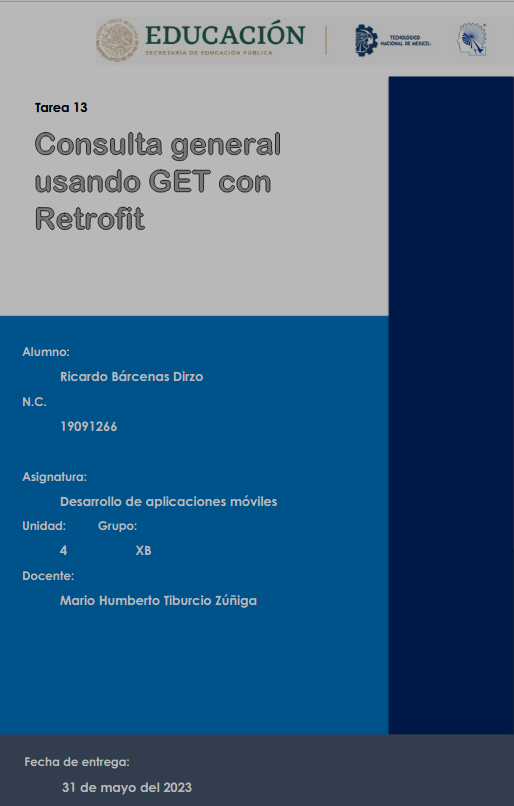 EDUCACIÓN
SECRETARÍA DE EDUCACIÓN PÚBLICA
TECNOLÓGICO
NACIONAL DE MÉXICO
Tarea 13
Consulta general
usando GET con
Retrofit
Alumno:
Ricardo Bárcenas Dirzo
N.C.
19091266
Asignatura:
Desarrollo de aplicaciones móviles
Unidad: Grupo:
4 XB
Docente:
Mario Humberto Tiburcio Zúñiga
Fecha de entrega:
31 de mayo del 2023